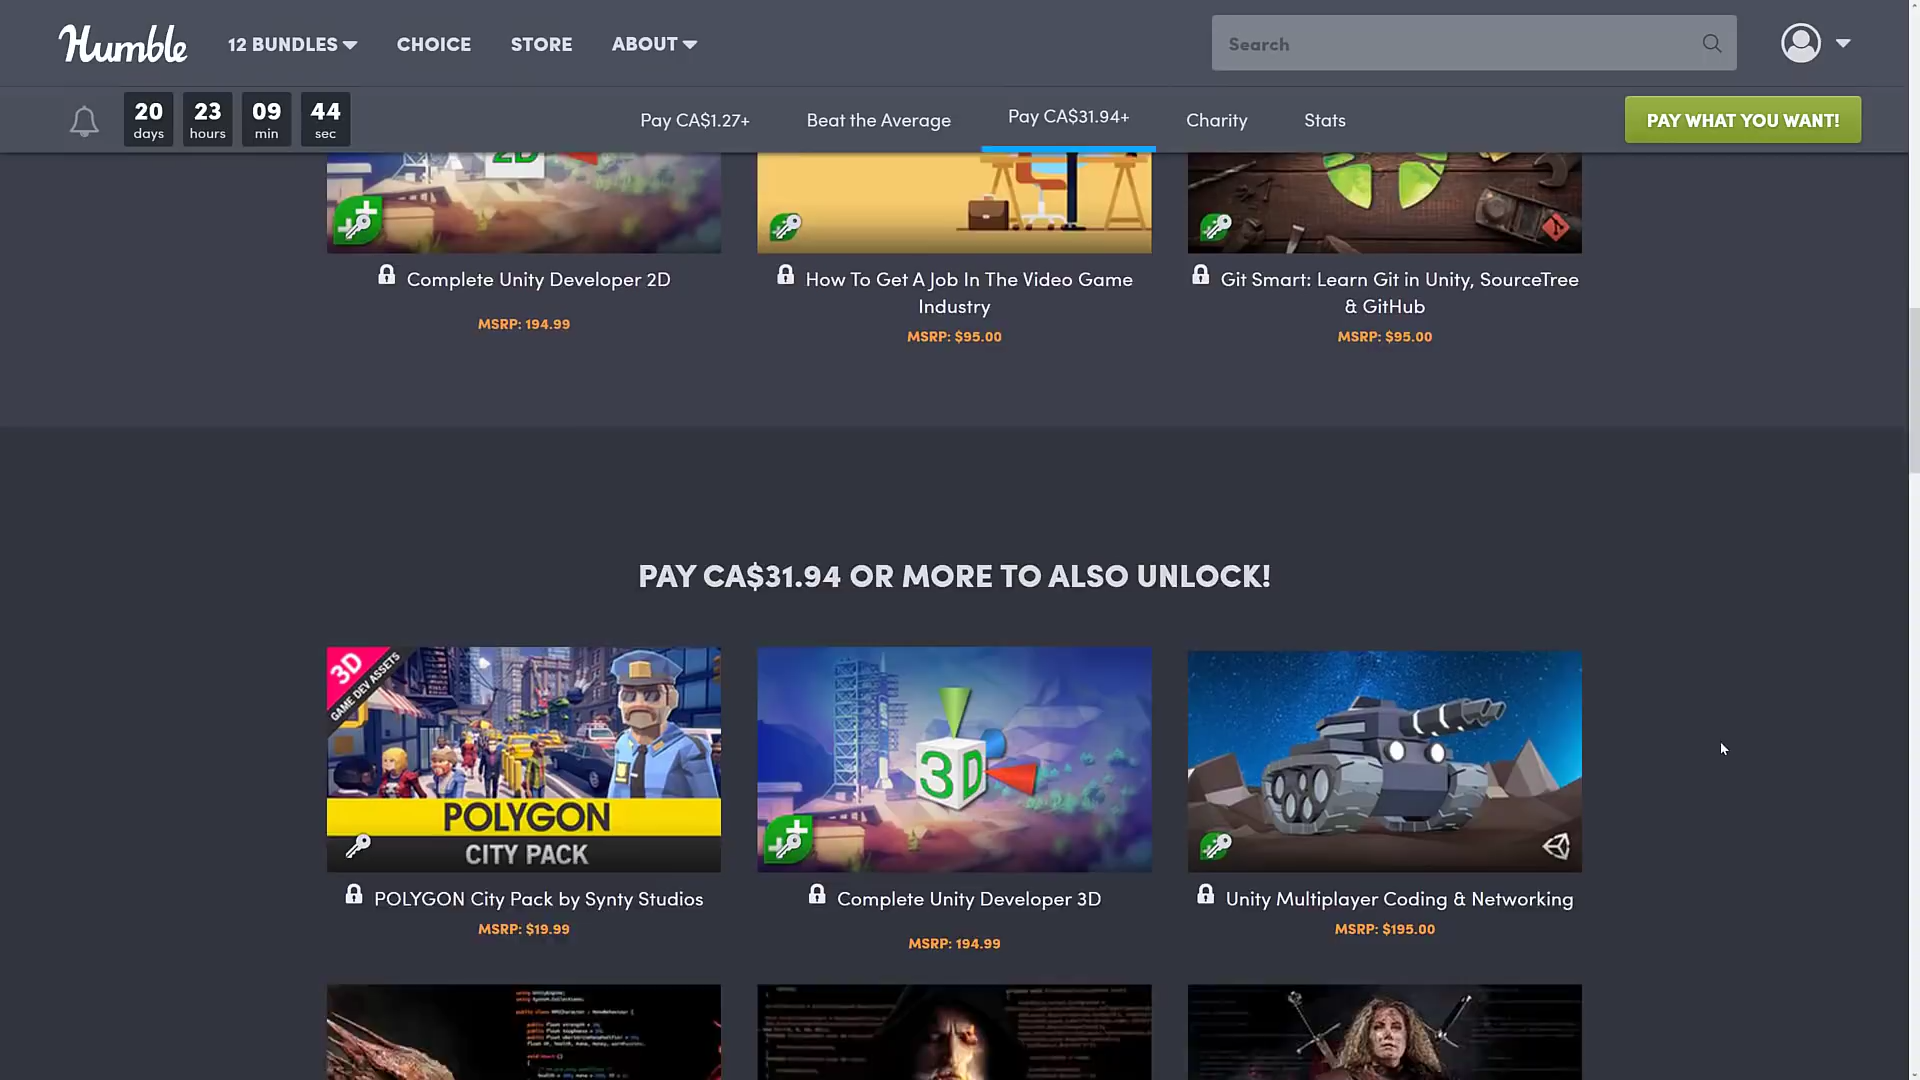 Humble
12 BUNDLES
CHOICE
STORE
ABOUT
Search
20 days
23 hours
09 min
44 sec
Pay CA$1.27+
Beat the Average
Pay CA$31.94+
Charity
Stats
PAY WHAT YOU WANT!
2D
Complete Unity Developer 2D
MSRP: 194.99
How To Get A Job In The Video Game
Industry
MSRP: $95.00
Git Smart: Learn Git in Unity, SourceTree
& GitHub
MSRP: $95.00
PAY CA$31.94 OR MORE TO ALSO UNLOCK!
3D
GAME DEV ASSETS
POLYGON
CITY PACK
POLYGON City Pack by Synty Studios
MSRP: $19.99
3D
Complete Unity Developer 3D
MSRP: 194.99
Unity Multiplayer Coding & Networking
MSRP: $195.00